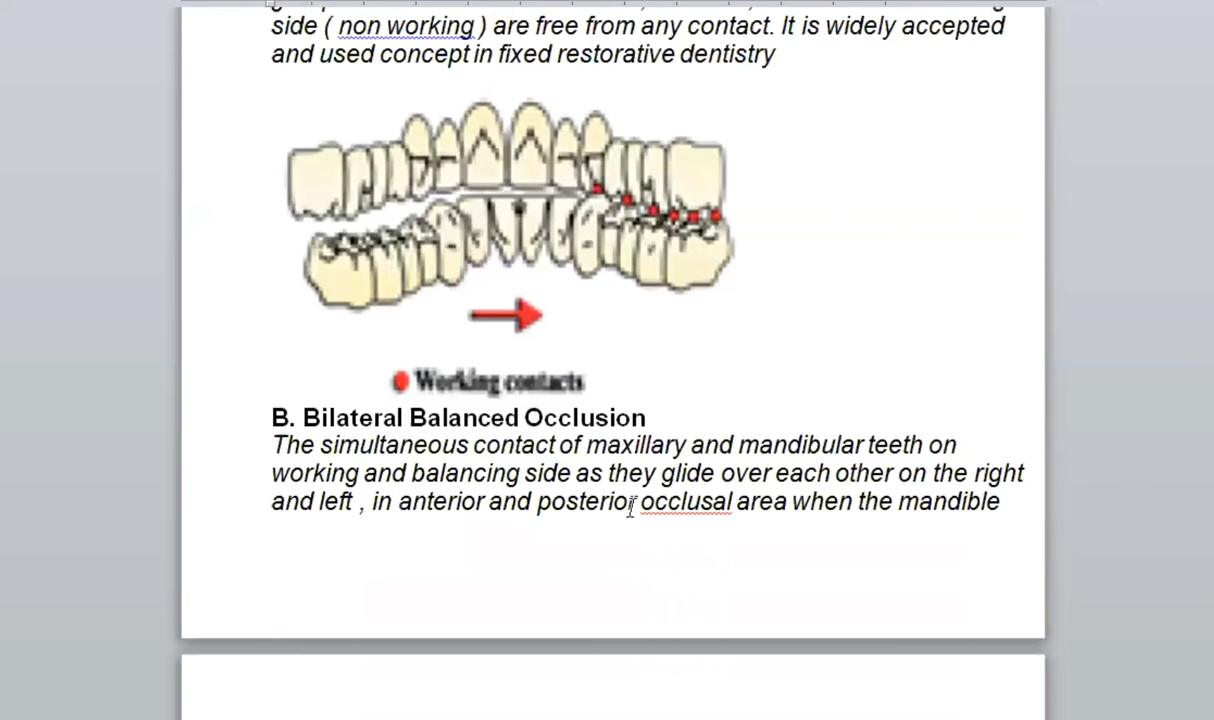 side ( non working ) are free from any contact. It is widely accepted
and used concept in fixed restorative dentistry
Working contacts
B. Bilateral Balanced Occlusion
The simultaneous contact of maxillary and mandibular teeth on
working and balancing side as they glide over each other on the right
and left , in anterior and posterior occlusal area when the mandible